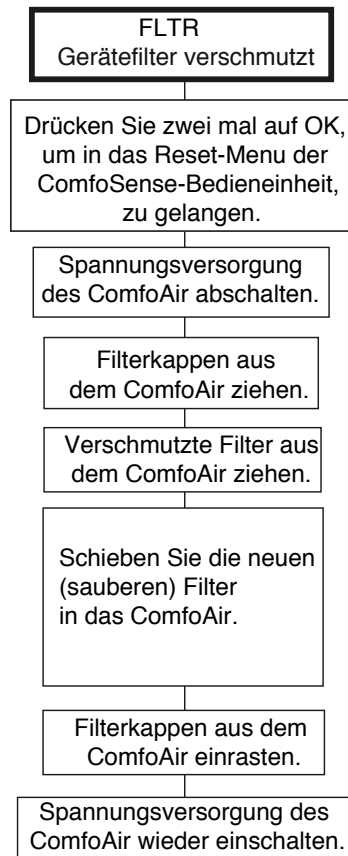 FLTR
Gerätefilter verschmutzt
Drücken Sie zwei mal auf OK,
um in das Reset-Menu der
ComfoSense-Bedieneinheit,
zu gelangen.
Spannungsversorgung
des ComfoAir abschalten.
Filterkappen aus
dem ComfoAir ziehen.
Verschmutzte Filter aus
dem ComfoAir ziehen.
Schieben Sie die neuen
(sauberen) Filter
in das ComfoAir.
Filterkappen aus dem
ComfoAir einrasten.
Spannungsversorgung des
ComfoAir wieder einschalten.